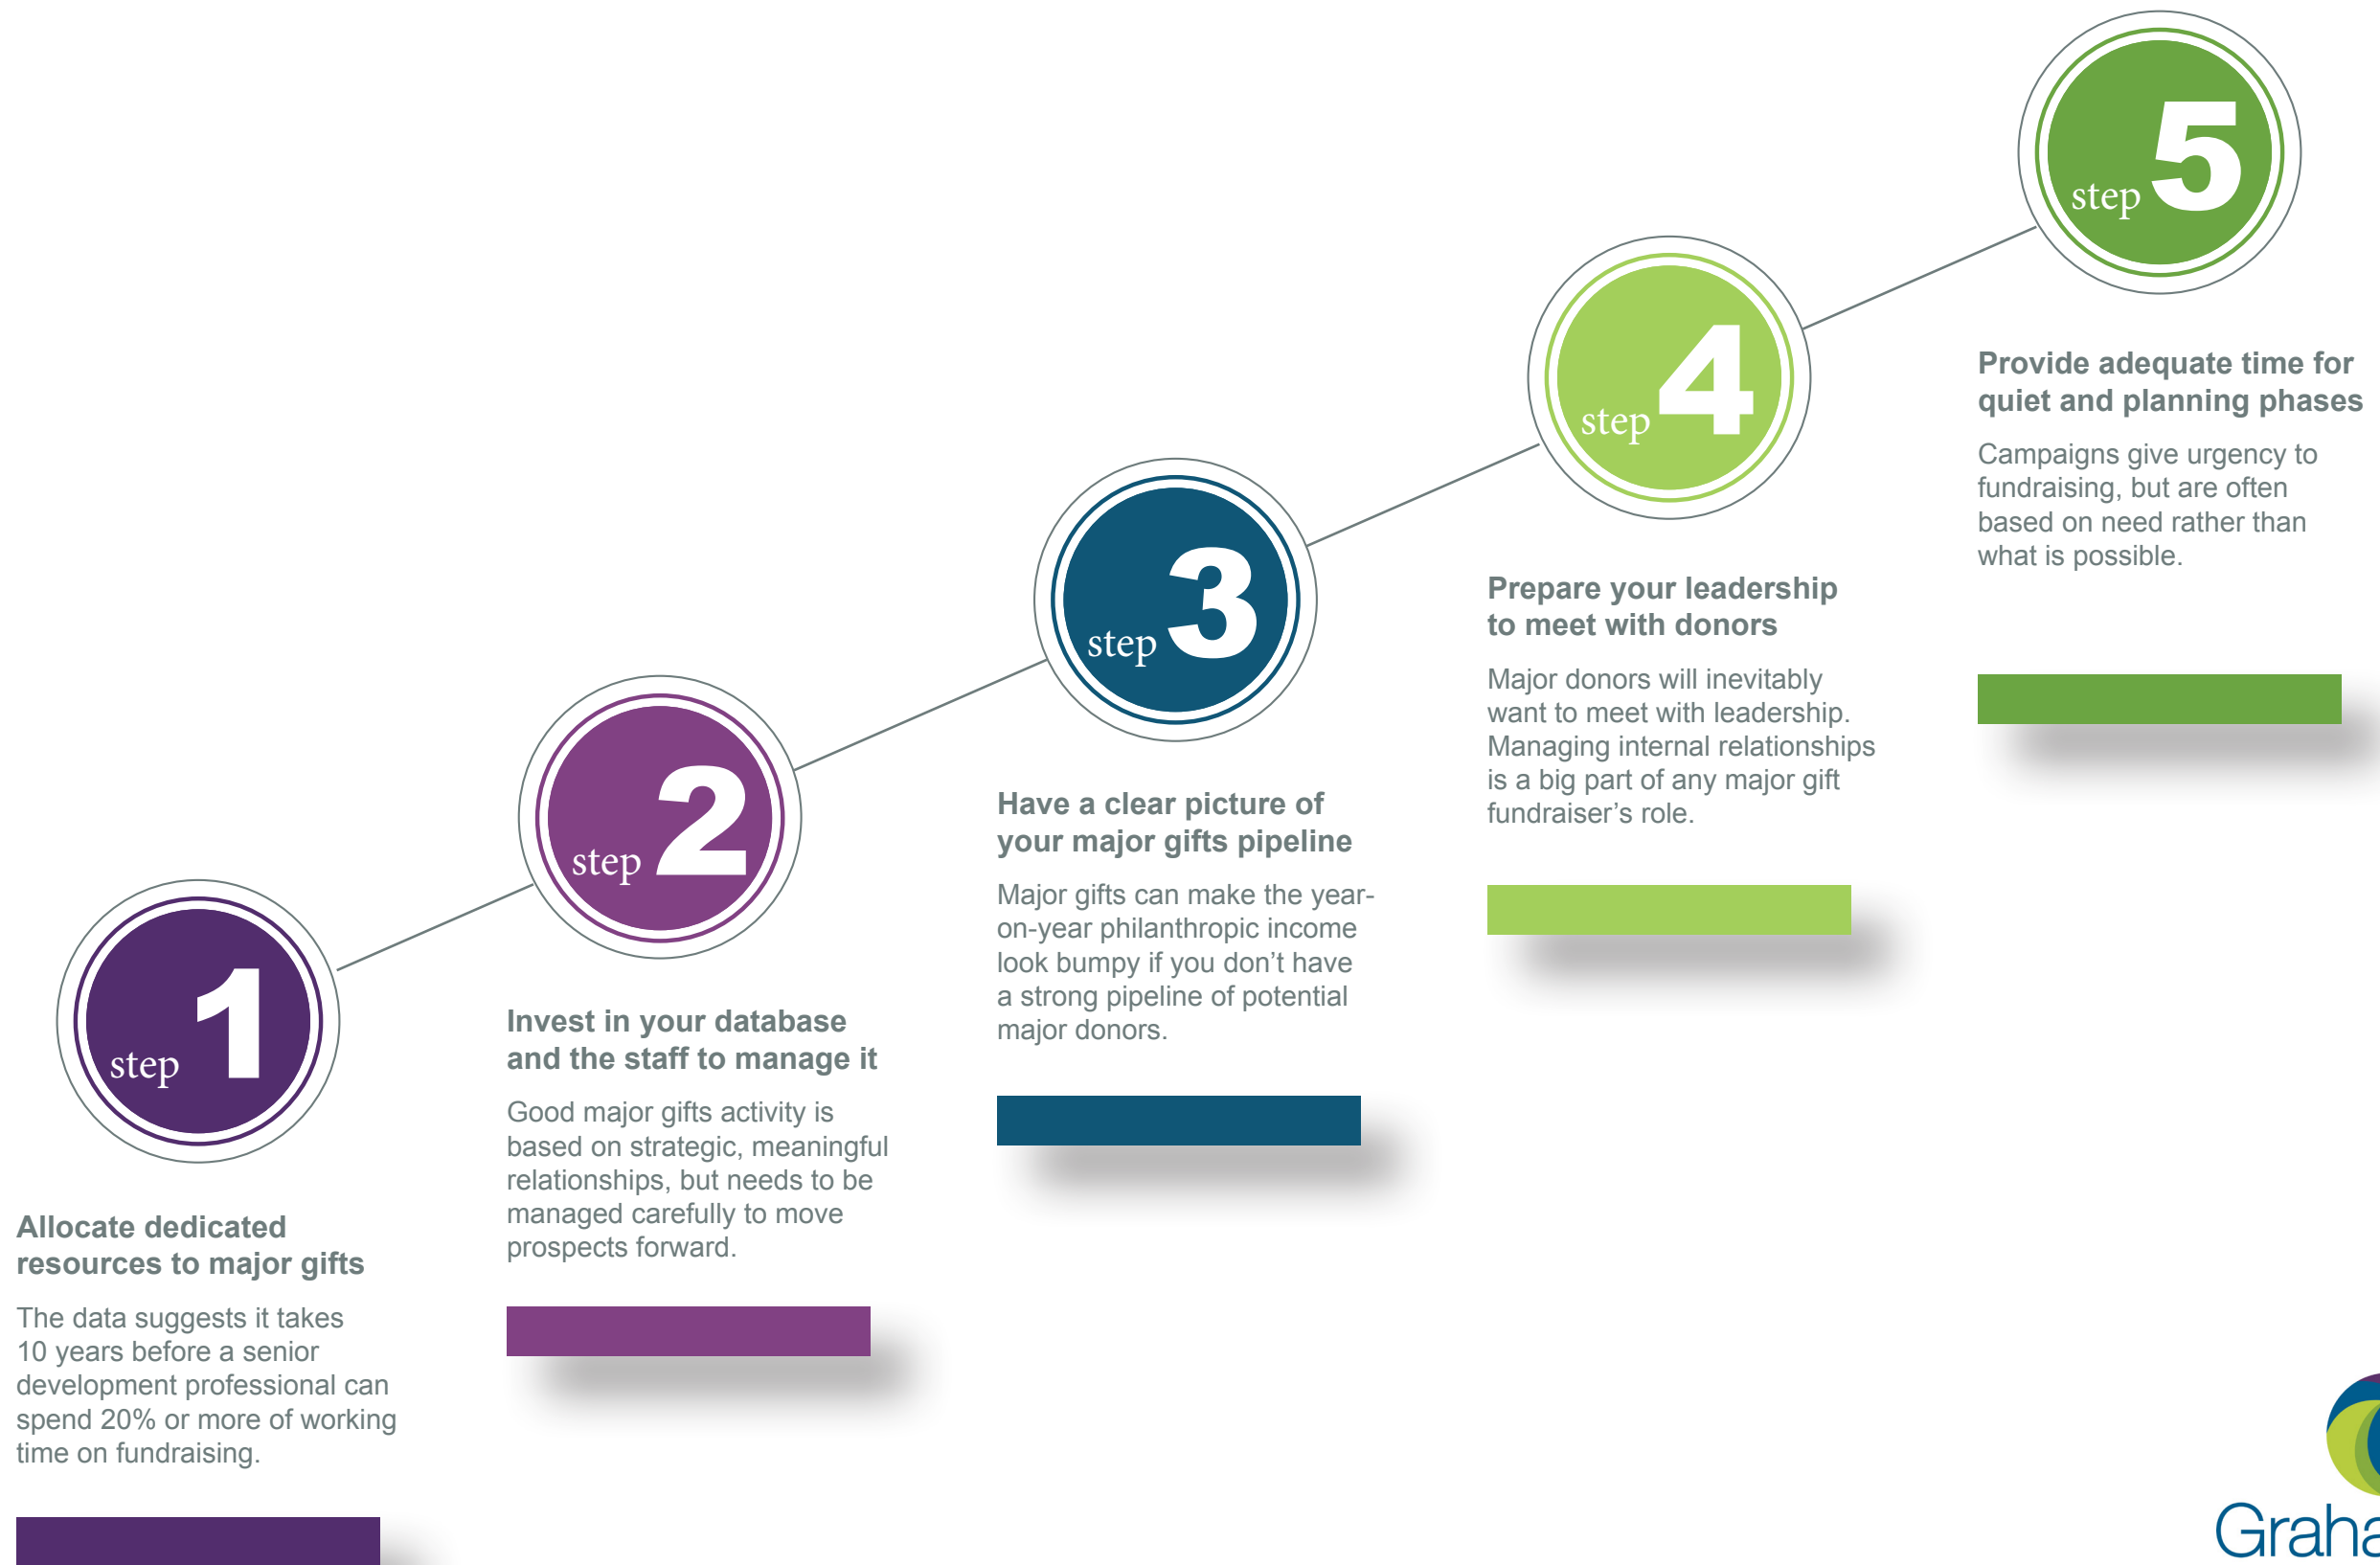 step 1
Allocate dedicated
resources to major gifts
The data suggests it takes
10 years before a senior
development professional can
spend 20% or more of working
time on fundraising.
step 2
Invest in your database
and the staff to manage it
Good major gifts activity is
based on strategic, meaningful
relationships, but needs to be
managed carefully to move
prospects forward.
step 3
Have a clear picture of
your major gifts pipeline
Major gifts can make the year-
on-year philanthropic income
look bumpy if you don’t have
a strong pipeline of potential
major donors.
step 4
Prepare your leadership
to meet with donors
Major donors will inevitably
want to meet with leadership.
Managing internal relationships
is a big part of any major gift
fundraiser’s role.
step 5
Provide adequate time for
quiet and planning phases
Campaigns give urgency to
fundraising, but are often
based on need rather than
what is possible.